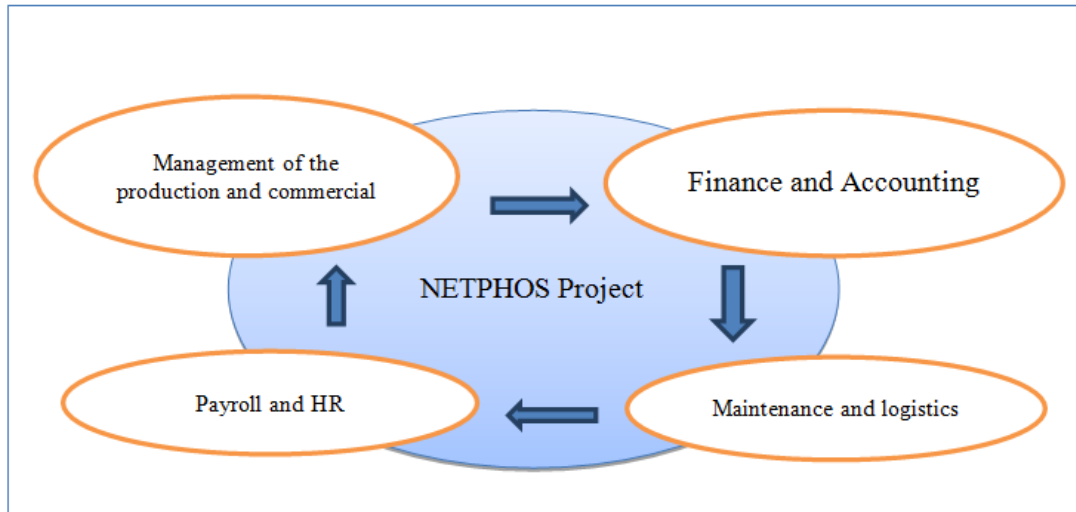 Management of the
production and commercial
Finance and Accounting
NETPHOS Project
Payroll and HR
Maintenance and logistics